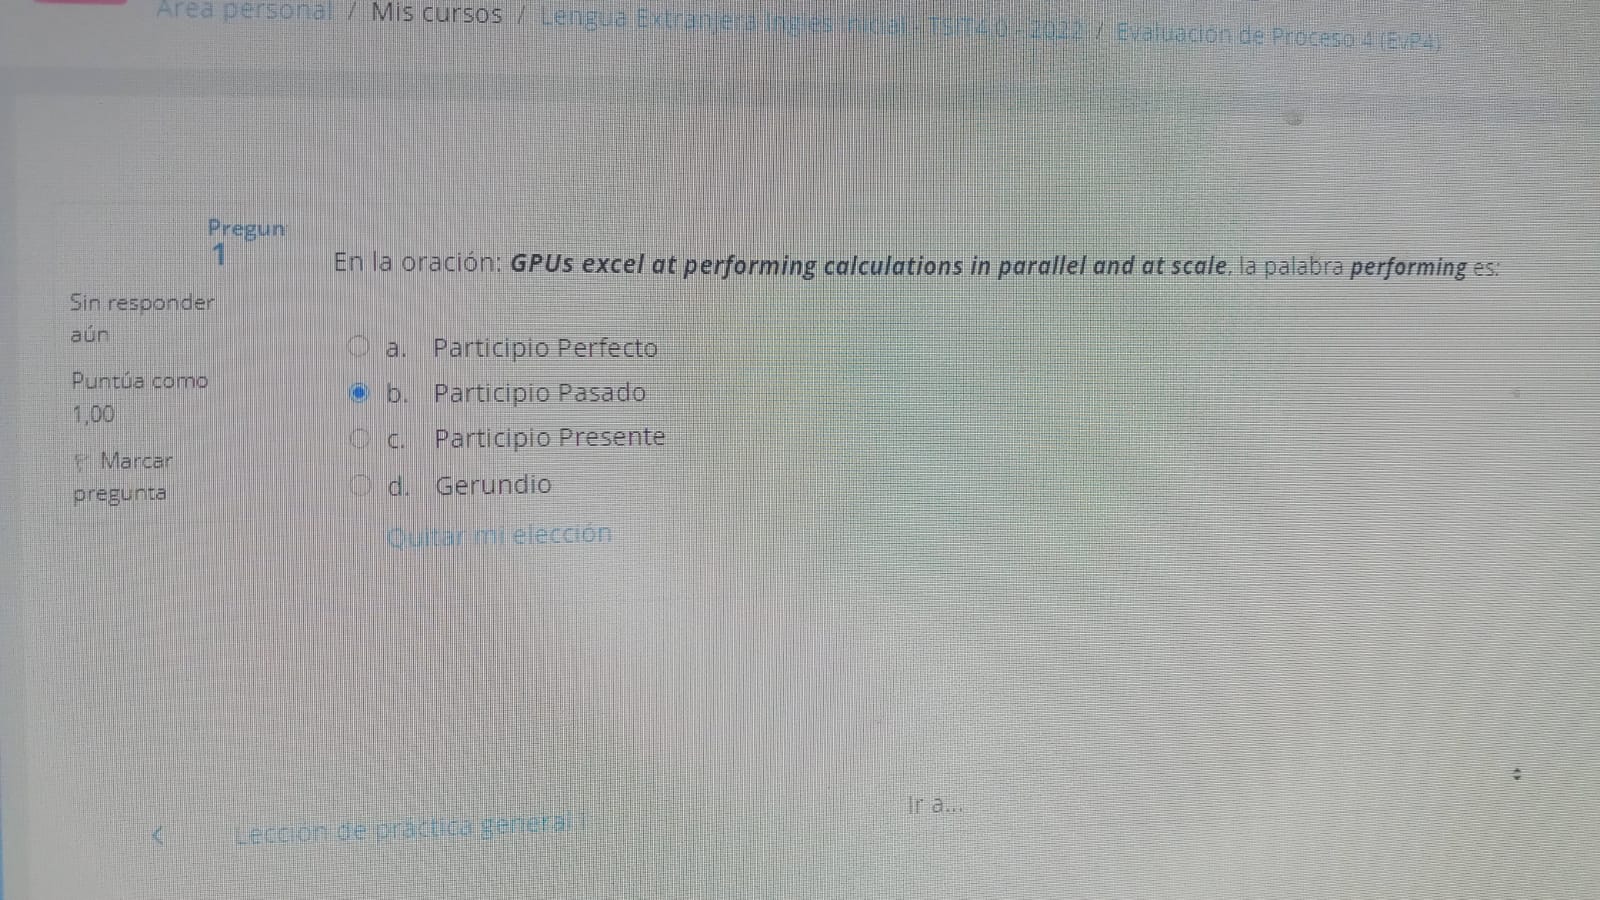 Área personal / Mis cursos / Lengua Extranjera Inglés Inicial - TSIT4.0 - 2022 / Evaluación de Proceso 4 (EvP4)
Pregun
1
Sin responder
aún
Puntúa como
1,00
Marcar
pregunta
En la oración: GPUs excel at performing calculations in parallel and at scale, la palabra performing es:
a. Participio Perfecto
b. Participio Pasado
c. Participio Presente
d. Gerundio
Quitar mi elección
Ir a...
Lección de práctica general 1